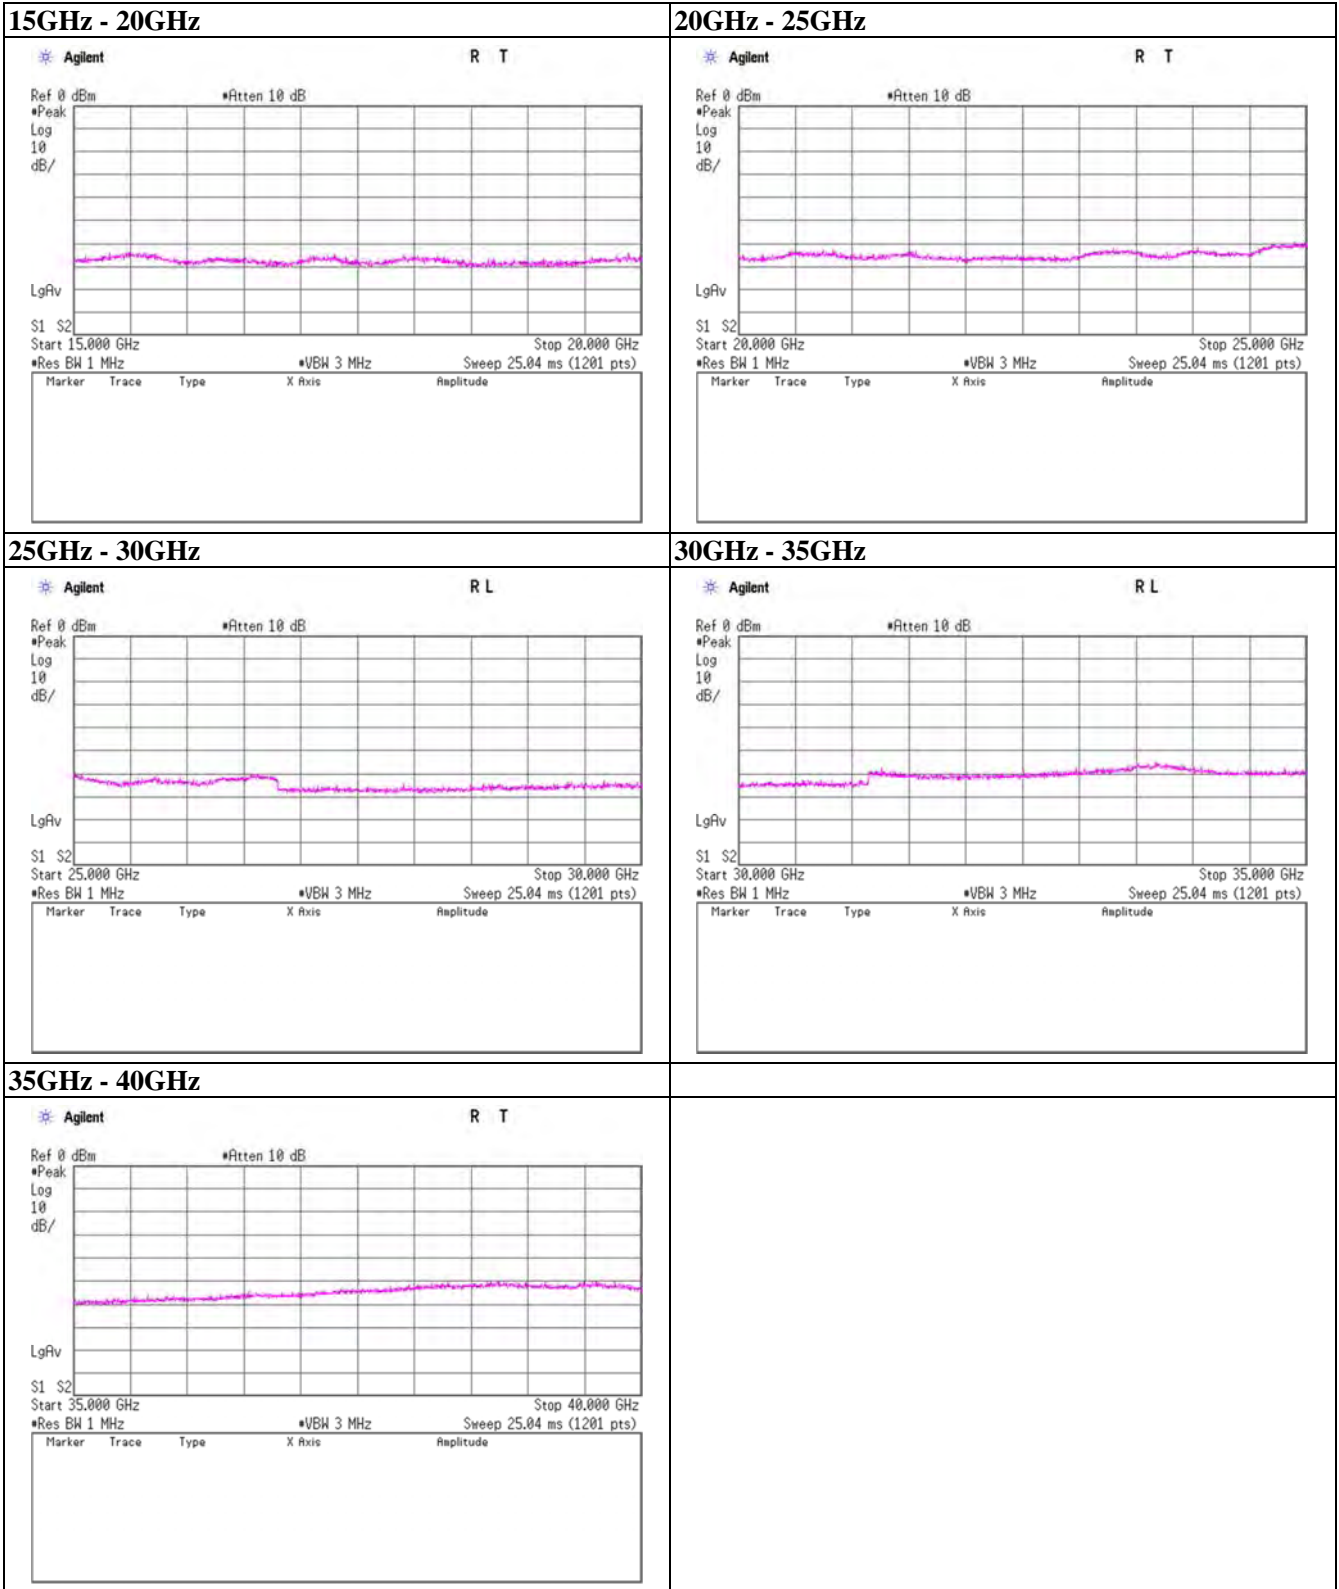 15GHz - 20GHz
Agilent R T
Ref 0 dBm #Atten 10 dB
#Peak
Log
10
dB/
LgAv
S1 S2
Start 15.000 GHz Stop 20.000 GHz
#Res BW 1 MHz #VBW 3 MHz Sweep 25.04 ms (1201 pts)
Marker Trace Type X Axis Amplitude
20GHz - 25GHz
Agilent R T
Ref 0 dBm #Atten 10 dB
#Peak
Log
10
dB/
LgAv
S1 S2
Start 20.000 GHz Stop 25.000 GHz
#Res BW 1 MHz #VBW 3 MHz Sweep 25.04 ms (1201 pts)
Marker Trace Type X Axis Amplitude
25GHz - 30GHz
Agilent R L
Ref 0 dBm #Atten 10 dB
#Peak
Log
10
dB/
LgAv
S1 S2
Start 25.000 GHz Stop 30.000 GHz
#Res BW 1 MHz #VBW 3 MHz Sweep 25.04 ms (1201 pts)
Marker Trace Type X Axis Amplitude
30GHz - 35GHz
Agilent R L
Ref 0 dBm #Atten 10 dB
#Peak
Log
10
dB/
LgAv
S1 S2
Start 30.000 GHz Stop 35.000 GHz
#Res BW 1 MHz #VBW 3 MHz Sweep 25.04 ms (1201 pts)
Marker Trace Type X Axis Amplitude
35GHz - 40GHz
Agilent R T
Ref 0 dBm #Atten 10 dB
#Peak
Log
10
dB/
LgAv
S1 S2
Start 35.000 GHz Stop 40.000 GHz
#Res BW 1 MHz #VBW 3 MHz Sweep 25.04 ms (1201 pts)
Marker Trace Type X Axis Amplitude